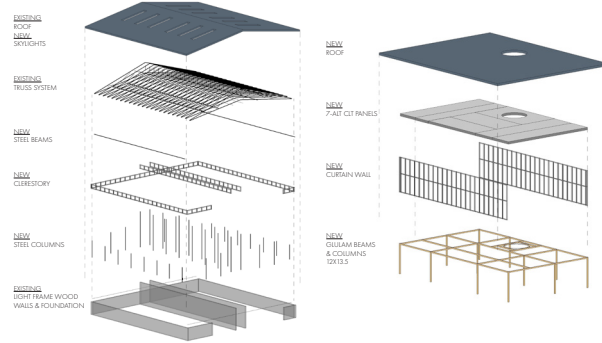 EXISTING
ROOF
NEW
SKYLIGHTS
EXISTING
TRUSS SYSTEM
NEW
STEEL BEAMS
NEW
CLERESTORY
NEW
STEEL COLUMNS
EXISTING
LIGHT FRAME WOOD
WALLS & FOUNDATION
NEW
ROOF
NEW
7-ALT CLT PANELS
NEW
CURTAIN WALL
NEW
GLULAM BEAMS
& COLUMNS
12X13.5